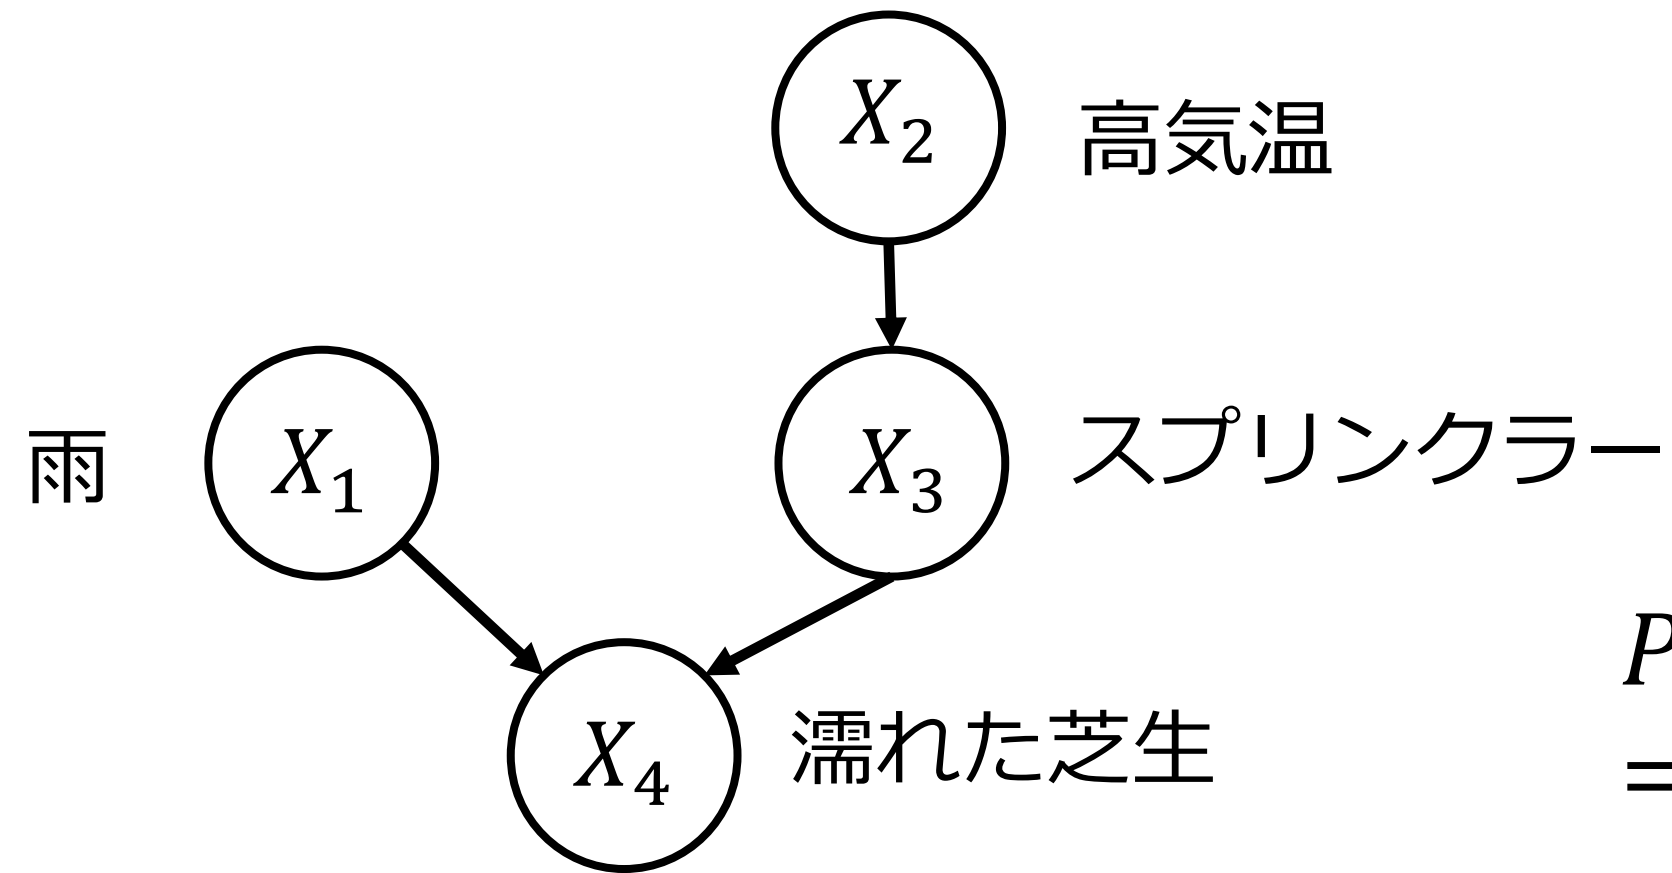 X₂ 高気温
雨 X₁ X₃ スプリンクラー
P
=
X₄ 濡れた芝生